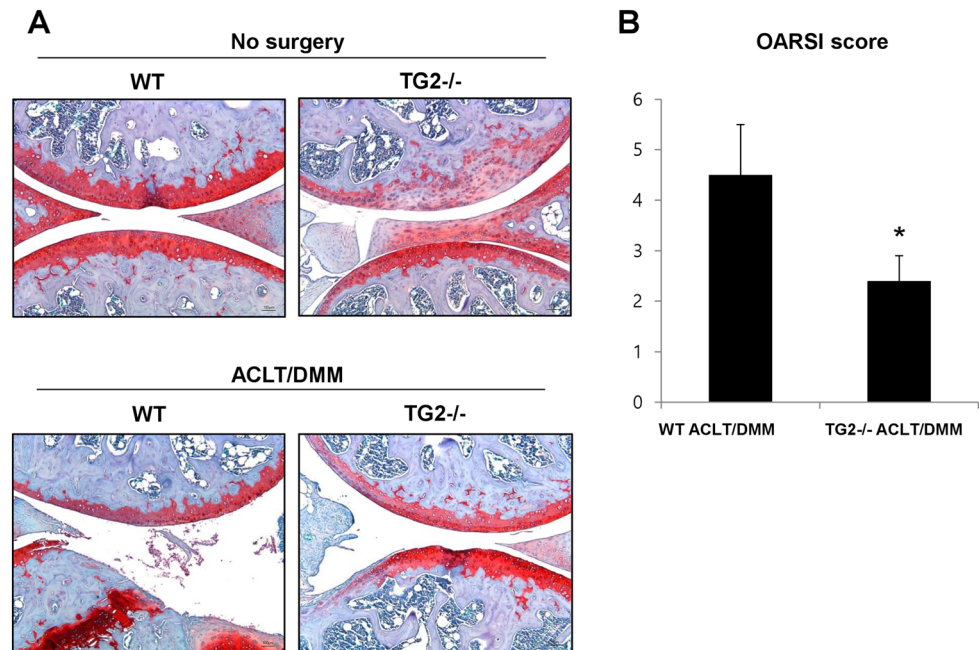 A
No surgery
WT
TG2-/-
ACLT/DMM
WT
TG2-/-
B
OARSI score
6
5
4
3
2
1
0
*
WT ACLT/DMM
TG2-/- ACLT/DMM